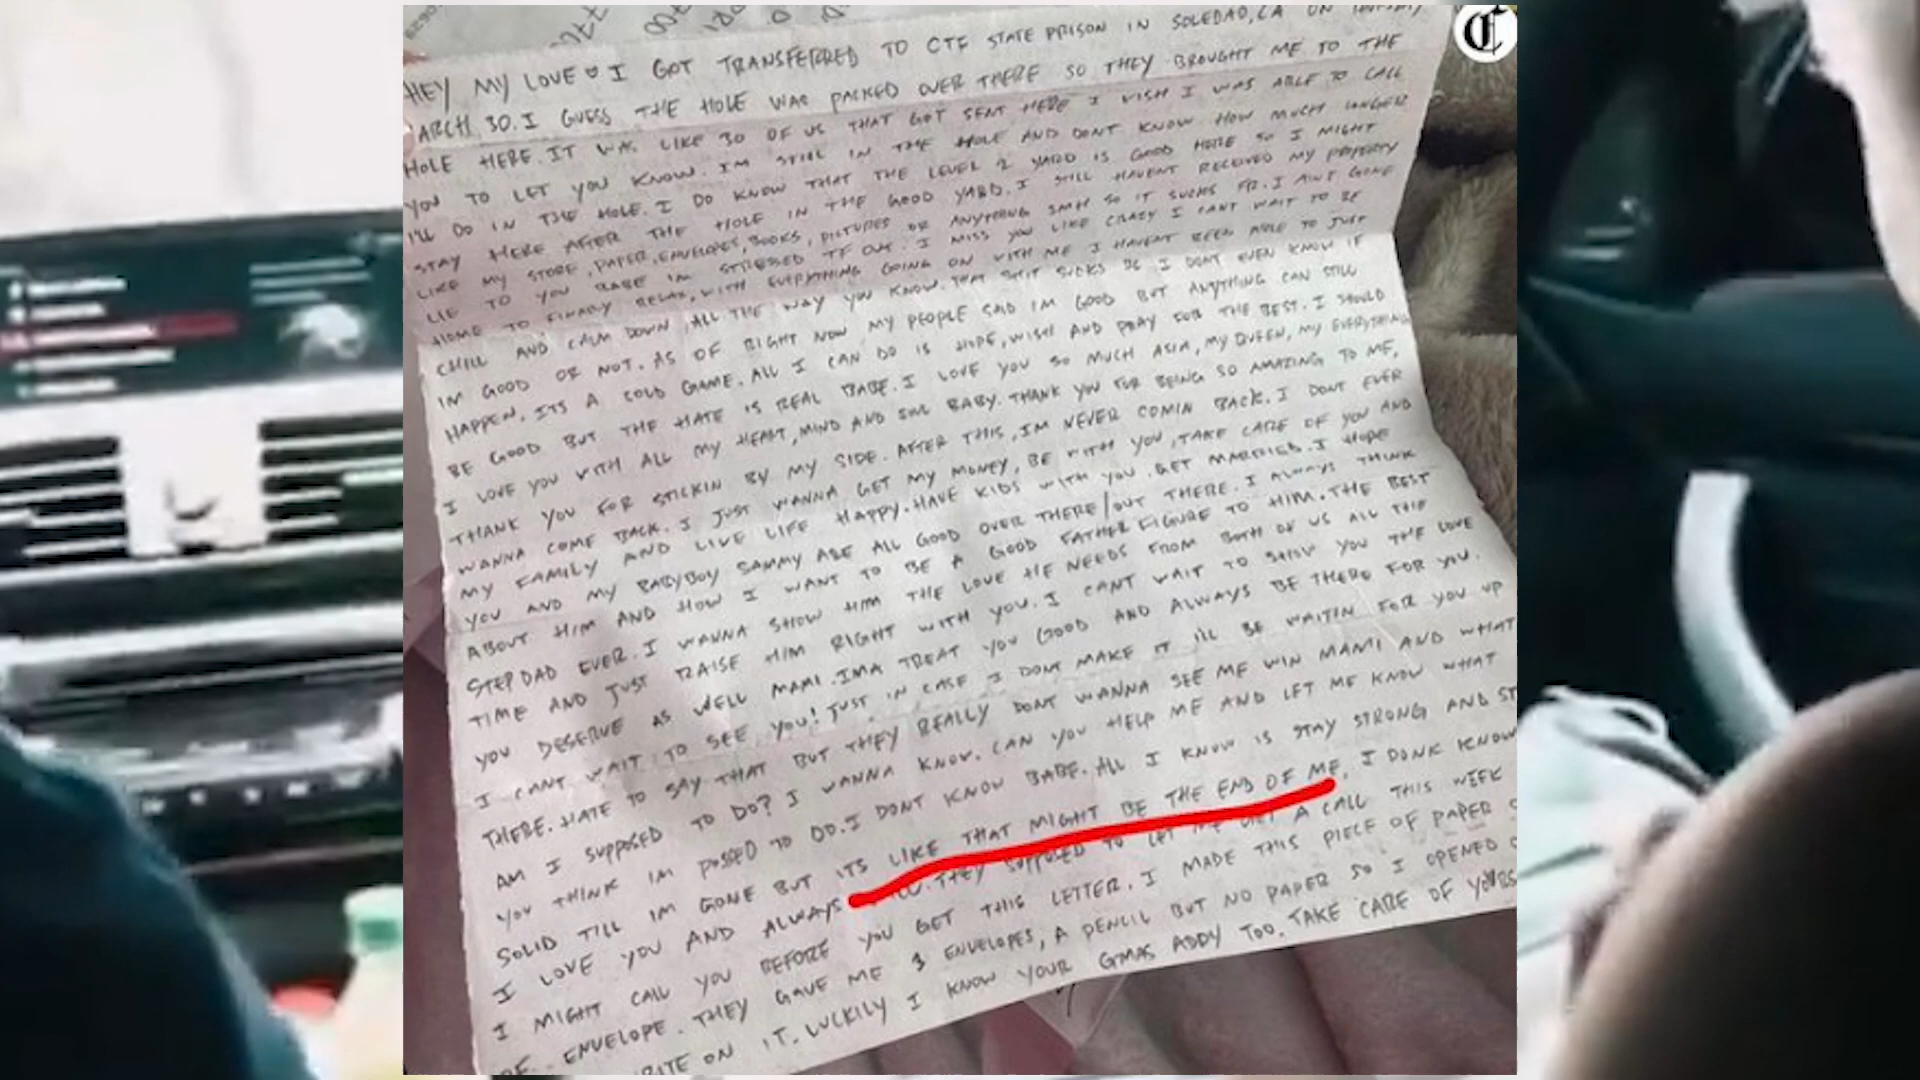 HEY MY LOVE ♡ I GOT TRANSFERRED TO CTF STATE PRISON IN SOLEDAD, CA ON
ARCH 30. I GUESS THE HOLE WAS PACKED OVER THERE SO THEY BROUGHT ME TO THE
HOLE HERE. IT WAS LIKE 30 OF US THAT GOT SENT HERE I WISH I WAS ABLE TO CALL
YOU TO LET YOU KNOW. IM STILL IN THE HOLE AND DONT KNOW HOW MUCH LONGER
I'LL DO IN THE HOLE. I DO KNOW THAT THE LEVEL 2 YARD IS GOOD HERE SO I MIGHT
STAY HERE AFTER THE HOLE IN THE GOOD YARD. I STILL HAVENT RECEIVED MY PROPERTY
LIKE MY STORE, PAPER, ENVELOPES, BOOKS, PICTURES OR ANYTHING SMH SO IT SUCKS FR. I AINT GONE
LIE TO YOU BABE IM STRESSED TF OUT. I MISS YOU LIKE CRAZY I CANT WAIT TO BE
HOME TO FINALLY RELAX, WITH EVERYTHING GOING ON WITH ME I HAVENT BEEN ABLE TO JUST
CHILL AND CALM DOWN ALL THE WAY YOU KNOW. THAT SHIT SUCKS I DONT EVEN KNOW IF
IM GOOD OR NOT. AS OF RIGHT NOW MY PEOPLE SAID IM GOOD BUT ANYTHING CAN STILL
HAPPEN. ITS A COLD GAME. ALL I CAN DO IS HOPE, WISH AND PRAY FOR THE BEST. I SHOULD
BE GOOD BUT THE HATE IS REAL BABE. I LOVE YOU SO MUCH ASIA, MY QUEEN, MY EVERYTHING
I LOVE YOU WITH ALL MY HEART, MIND AND SOUL BABY. THANK YOU FOR BEING SO AMAZING TO ME,
THANK YOU FOR STICKIN BY MY SIDE. AFTER THIS, IM NEVER COMIN BACK. I DONT EVER
WANNA COME BACK. I JUST WANNA GET MY MONEY, BE WITH YOU, TAKE CARE OF YOU AND
MY FAMILY AND LIVE LIFE HAPPY. HAVE KIDS WITH YOU. GET MARRIED. I HOPE
YOU AND MY BABYBOY SAMMY ARE ALL GOOD OVER THERE/OUT THERE. I ALWAYS THINK
ABOUT HIM AND HOW I WANT TO BE A GOOD FATHER FIGURE TO HIM. THE BEST
STEPDAD EVER. I WANNA SHOW HIM THE LOVE HE NEEDS FROM BOTH OF US ALL THE
TIME AND JUST RAISE HIM RIGHT WITH YOU. I CANT WAIT TO SHOW YOU THE LOVE
YOU DESERVE AS WELL MAMI. IMA TREAT YOU GOOD AND ALWAYS BE THERE FOR YOU.
I CANT WAIT TO SEE YOU! JUST IN CASE I DONT MAKE IT ILL BE WAITIN FOR YOU UP
THERE. HATE TO SAY THAT BUT THEY REALLY DONT WANNA SEE ME WIN MAMI AND WHAT
AM I SUPPOSED TO DO? I WANNA KNOW. CAN YOU HELP ME AND LET ME KNOW WHAT
YOU THINK IM POSSED TO DO. I DONT KNOW BABE. ALL I KNOW IS STAY STRONG AND ST
SOLID TILL IM GONE BUT ITS LIKE THAT MIGHT BE THE END OF ME. I DONK KNOW
I LOVE YOU AND ALWAYS THEY SUPPOSED TO LET ME GET A CALL THIS WEEK
I MIGHT CALL YOU BEFORE YOU GET THIS LETTER. I MADE THIS PIECE OF PAPER
ENVELOPE. THEY GAVE ME 3 ENVELOPES, A PENCIL BUT NO PAPER SO I OPENED
ON IT. LUCKILY I KNOW YOUR GMAS ADDY TOO. TAKE CARE OF